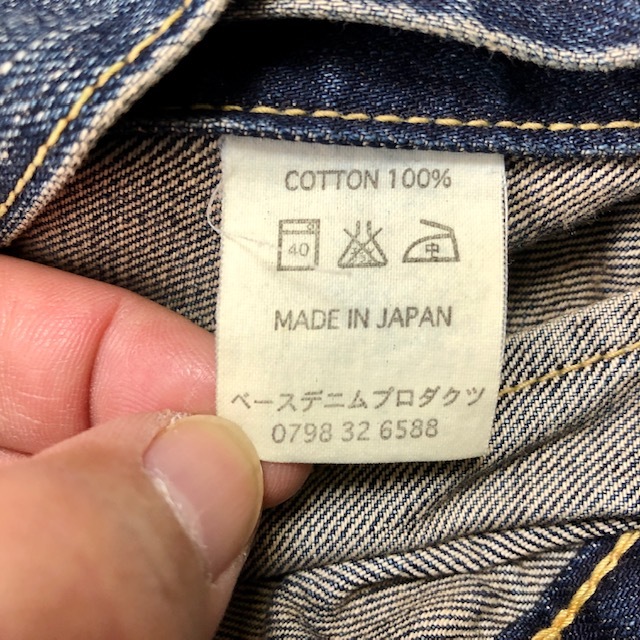 COTTON 100%
40
中
MADE IN JAPAN
ベースデニムプロダクツ
0798 32 6588